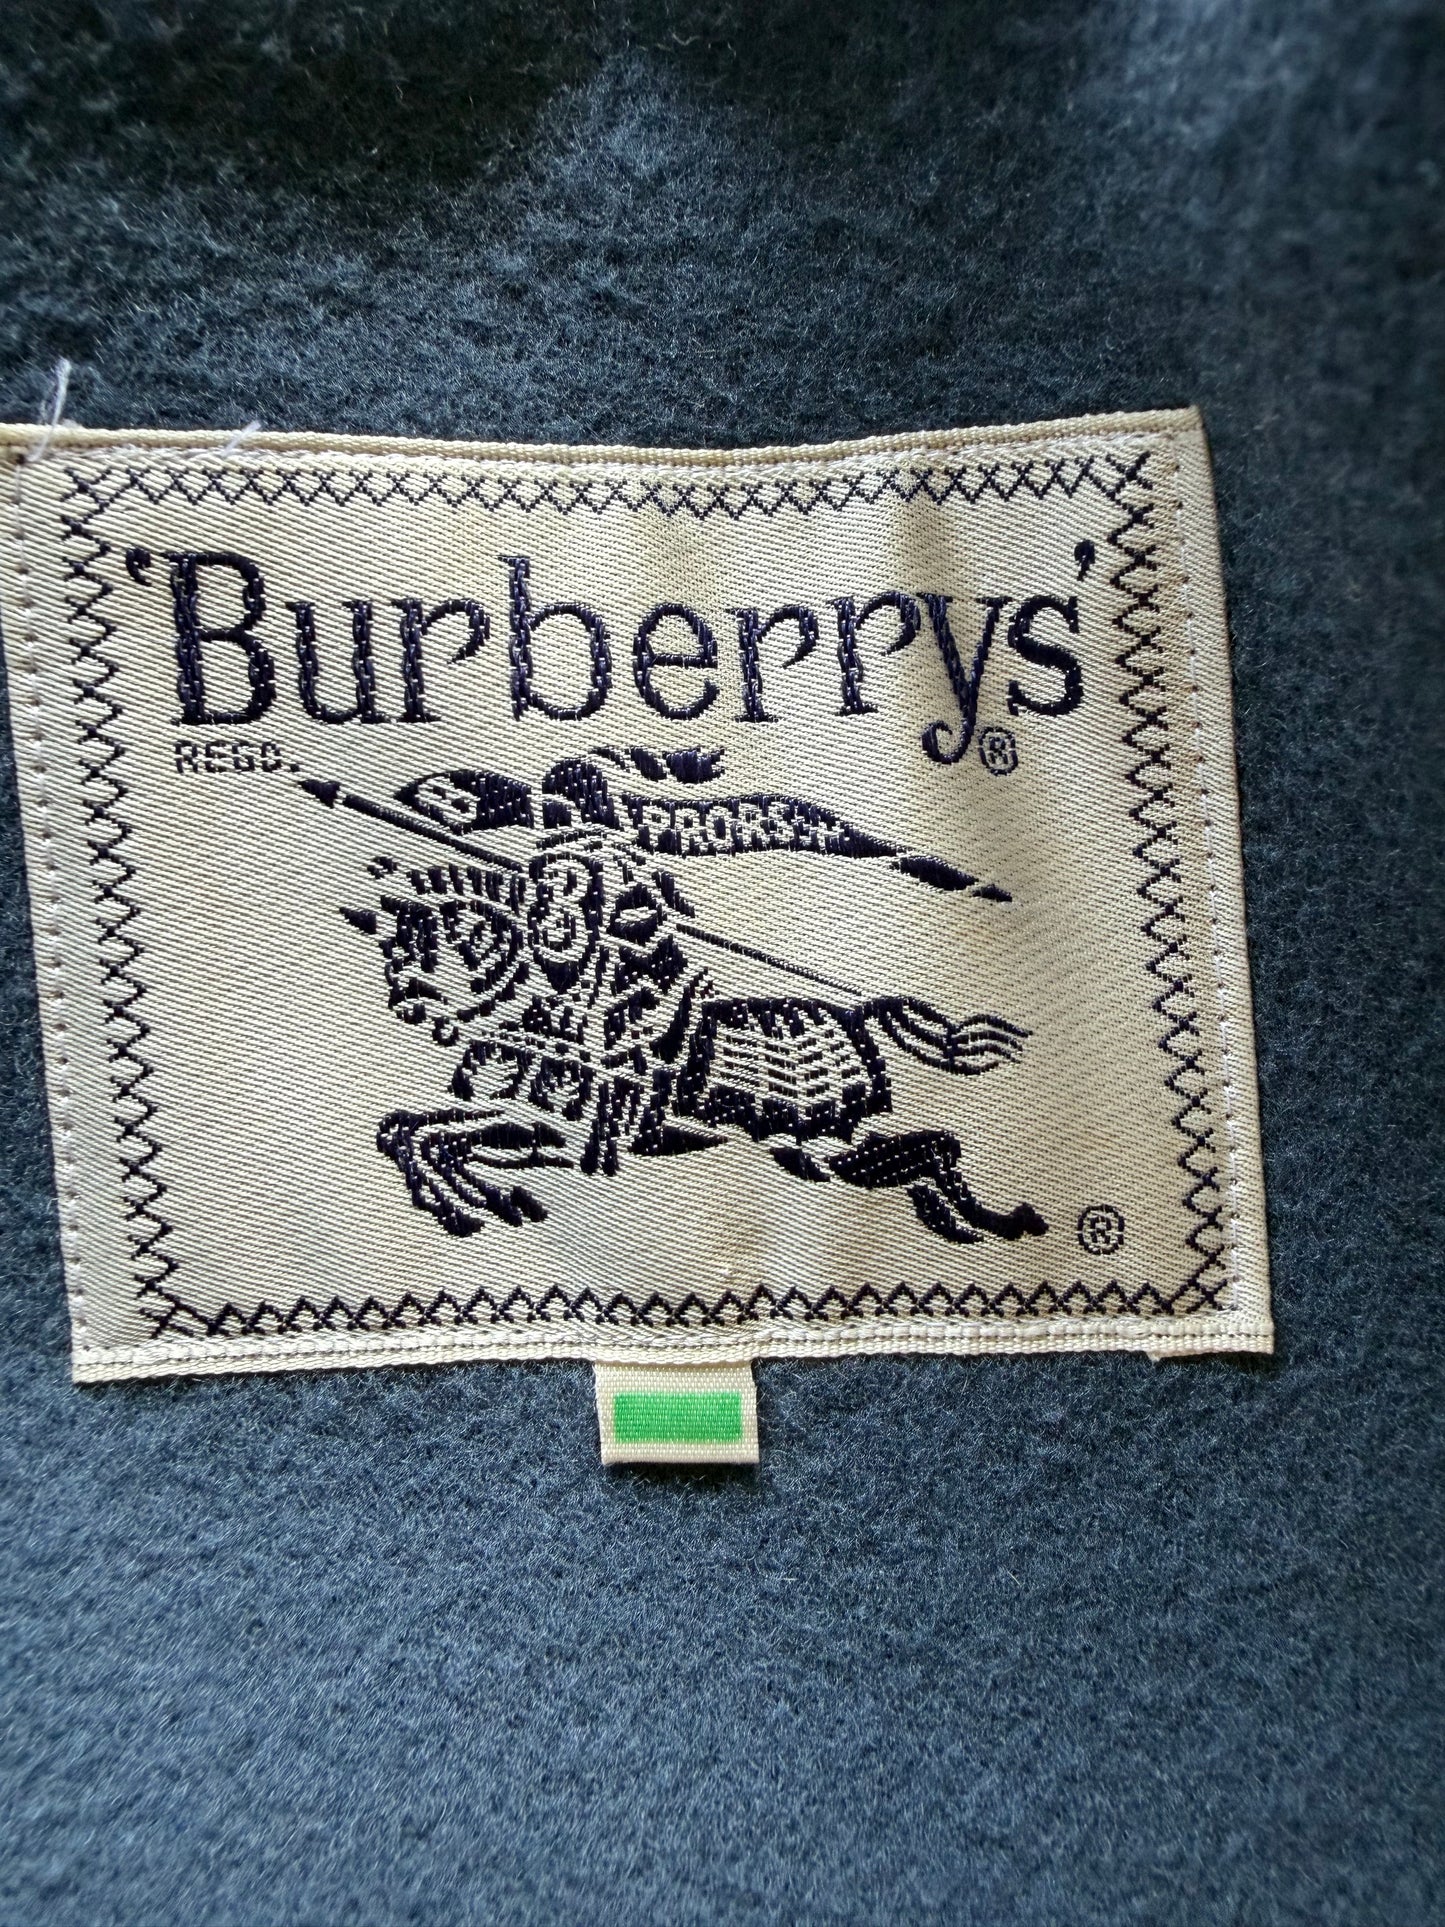 'Burberrys'
REGD. ®
PRORSUM
®